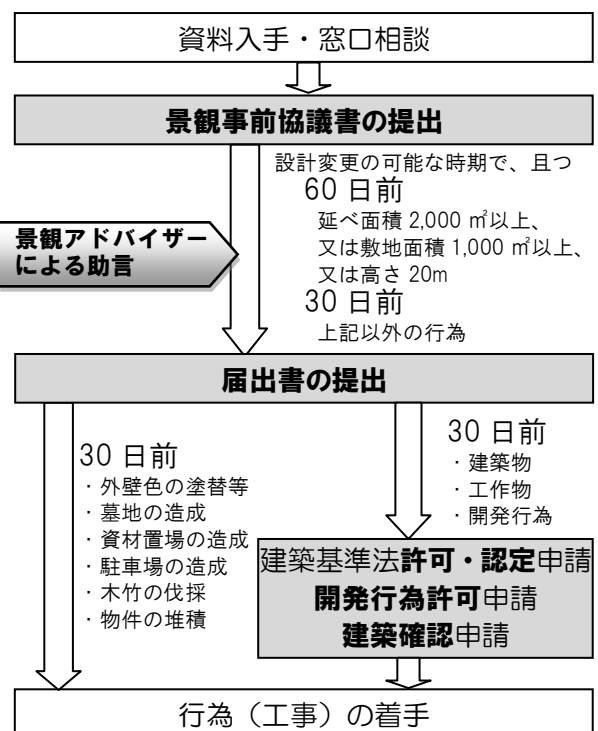 資料入手・窓口相談
景観事前協議書の提出
設計変更の可能な時期で、且つ
60 日前
延べ面積 2,000 ㎡以上、
又は敷地面積 1,000 ㎡以上、
又は高さ 20m
30 日前
上記以外の行為
景観アドバイザー
による助言
届出書の提出
30 日前
・外壁色の塗替等
・墓地の造成
・資材置場の造成
・駐車場の造成
・木竹の伐採
・物件の堆積
30 日前
・建築物
・工作物
・開発行為
建築基準法許可・認定申請
開発行為許可申請
建築確認申請
行為（工事）の着手